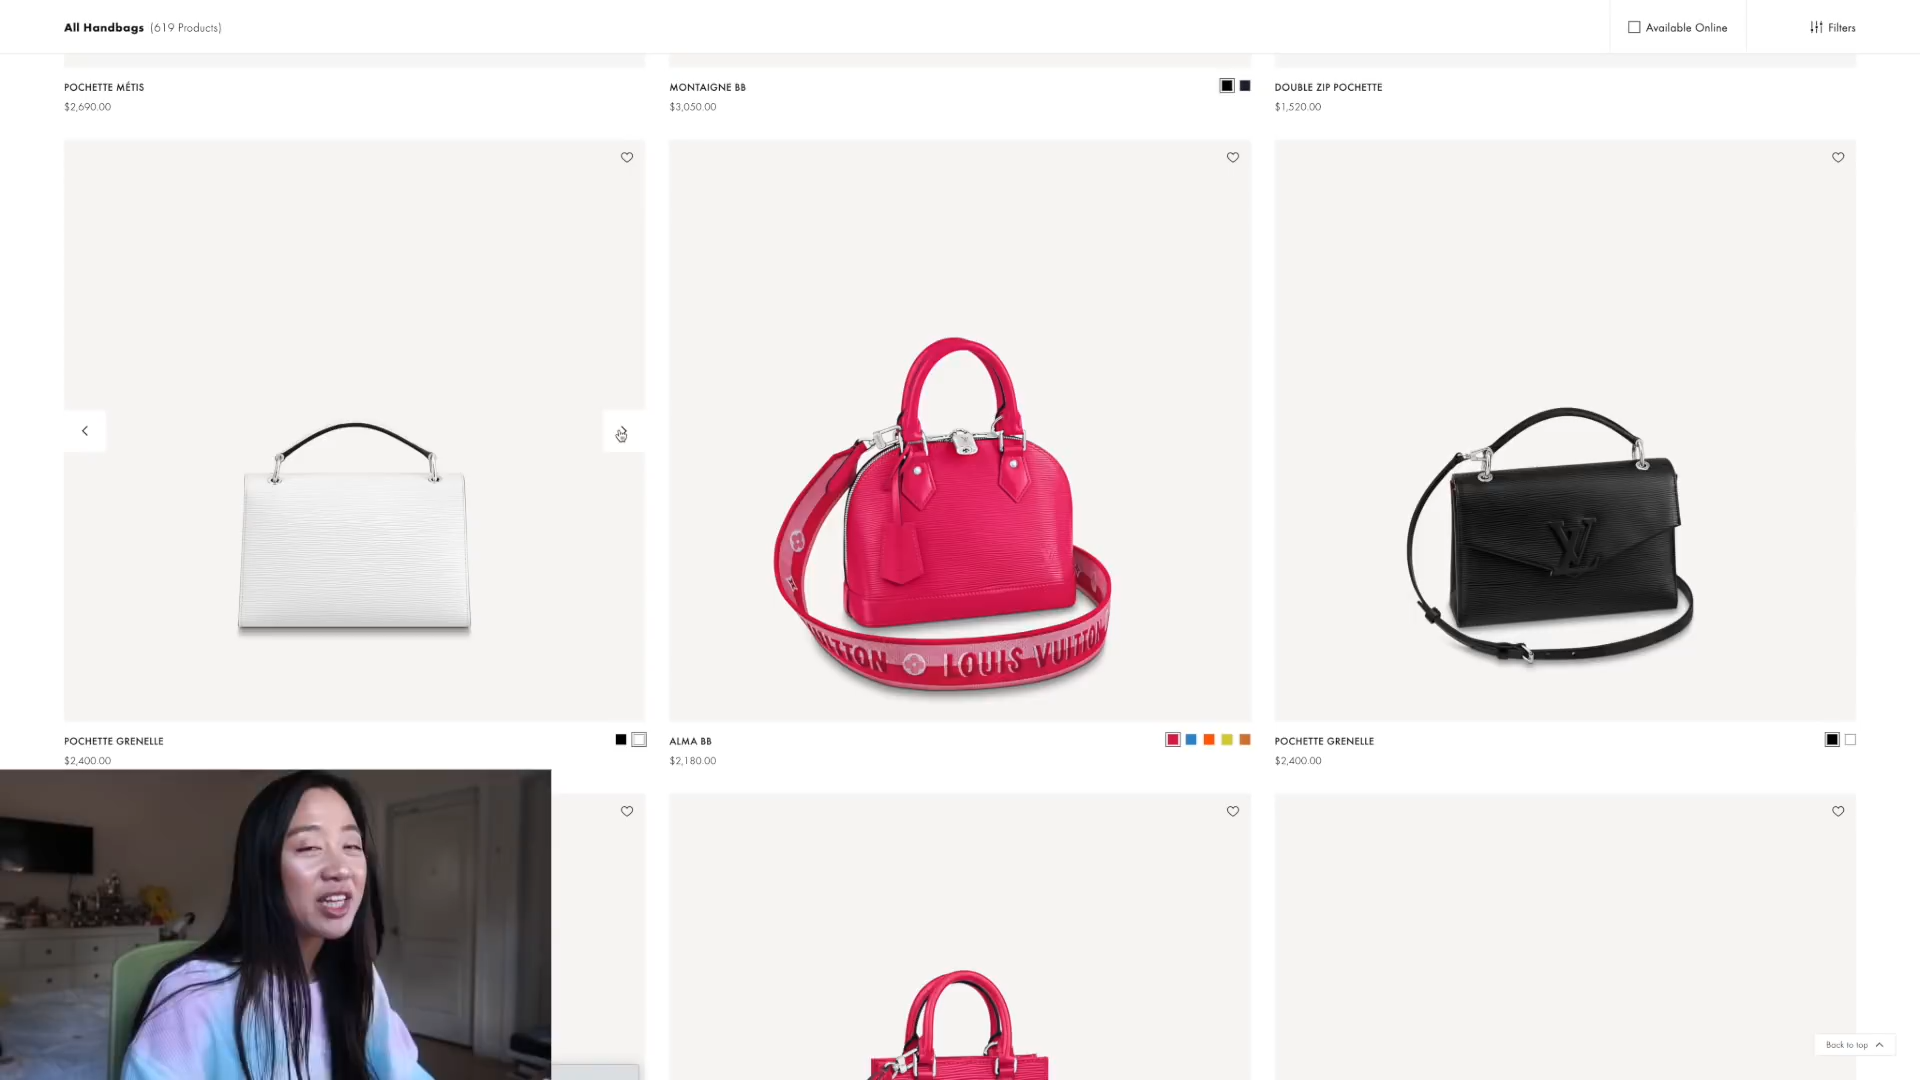 All Handbags (619 Products)
Available Online
Filters
POCHETTE MÉTIS
$2,690.00
MONTAIGNE BB
$3,050.00
DOUBLE ZIP POCHETTE
$1,520.00
LV
LOUIS VUITTON
POCHETTE GRENELLE
$2,400.00
ALMA BB
$2,180.00
POCHETTE GRENELLE
$2,400.00
Back to top